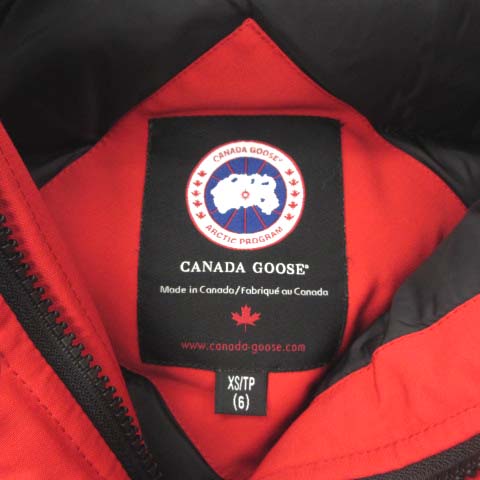 CANADA GOOSE®
ARCTIC PROGRAM
CANADA GOOSE®
Made in Canada/Fabriqué au Canada
www.canada-goose.com
XS/TP
(6)